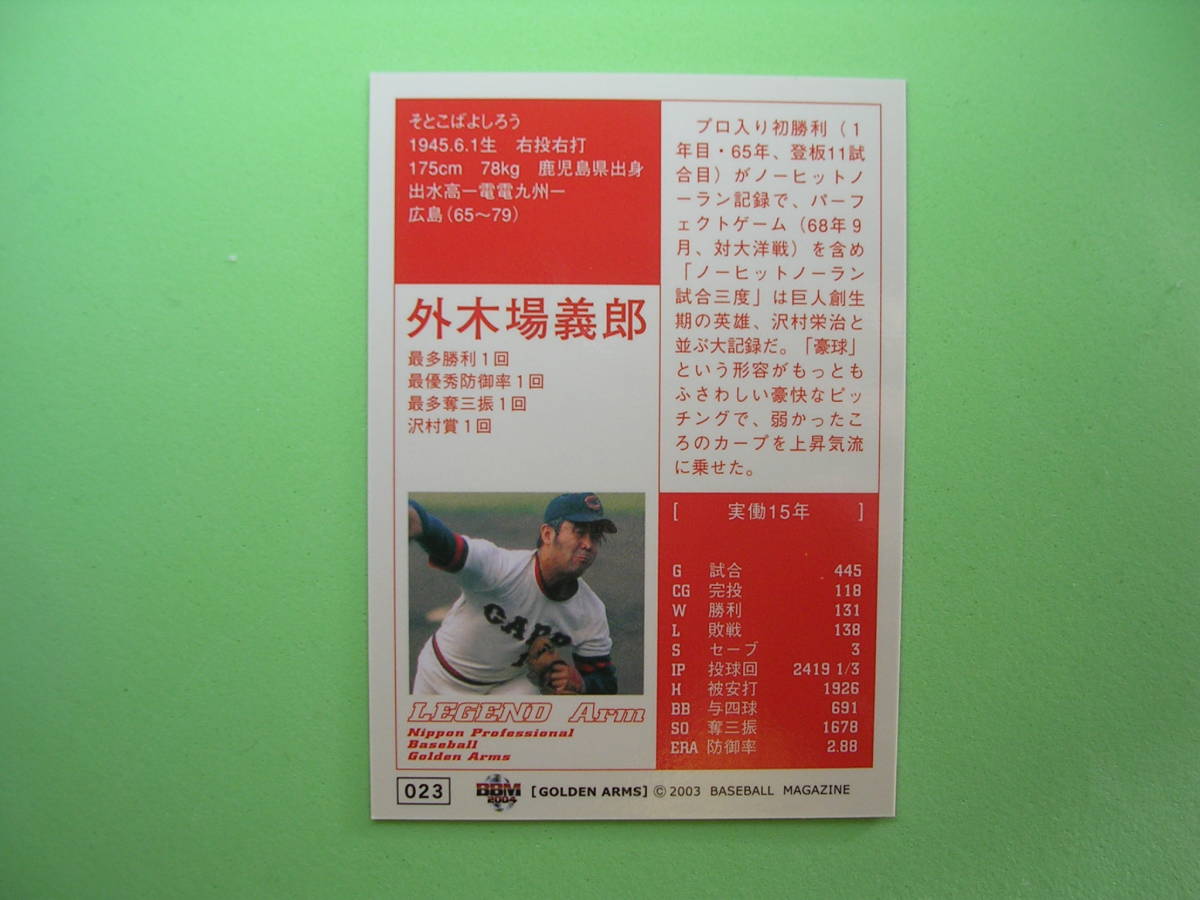 そとこばよしろう
1945.6.1生　右投右打
175cm　78kg　鹿児島県出身
出水高ー電電九州ー
広島(65〜79)
外木場義郎
最多勝利1回
最優秀防御率1回
最多奪三振1回
沢村賞1回
CARP
LEGEND Arm
Nippon Professional
Baseball
Golden Arms
プロ入り初勝利（1
年目・65年、登板11試
合目）がノーヒットノ
ーラン記録で、パーフ
ェクトゲーム（68年9
月、対大洋戦）を含め
「ノーヒットノーラン
試合三度」は巨人創生
期の英雄、沢村栄治と
並ぶ大記録だ。「豪球」
という形容がもっとも
ふさわしい豪快なピッ
チングで、弱かったこ
ろのカープを上昇気流
に乗せた。
[　実働15年　]
G 試合 445
CG 完投 118
W 勝利 131
L 敗戦 138
S セーブ 3
IP 投球回 2419 1/3
H 被安打 1926
BB 与四球 691
SO 奪三振 1678
ERA 防御率 2.88
023
BBM
2004
[GOLDEN ARMS] © 2003 BASEBALL MAGAZINE